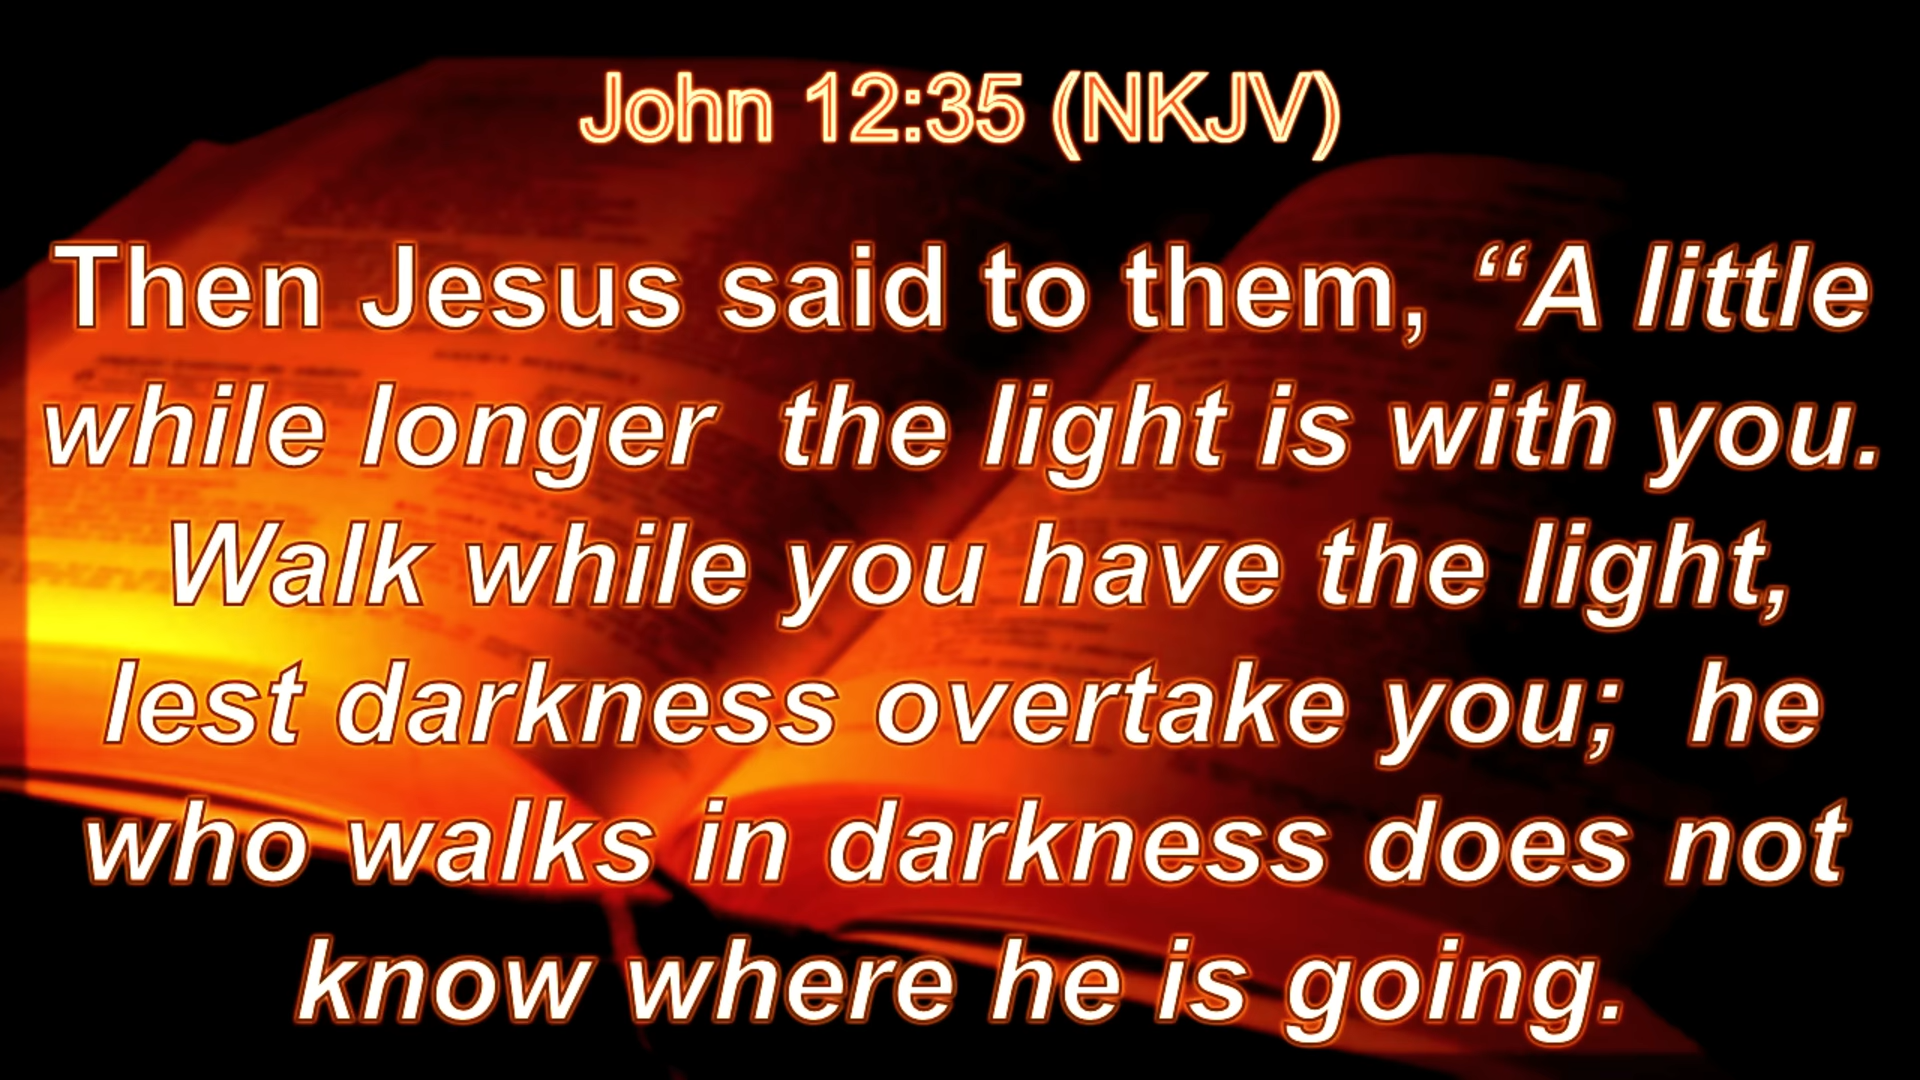 John 12:35 (NKJV)
Then Jesus said to them, “A little
while longer  the light is with you.
Walk while you have the light,
lest darkness overtake you;  he
who walks in darkness does not
know where he is going.